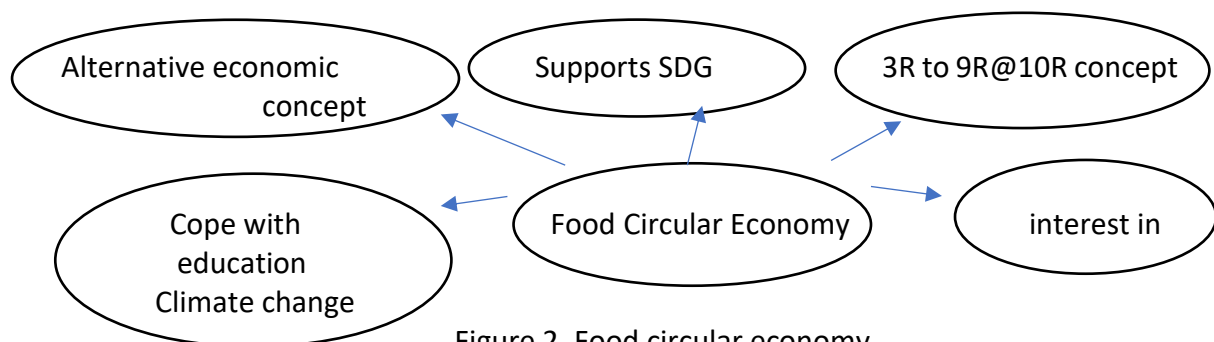 Alternative economic
concept
Supports SDG
3R to 9R@10R concept
Cope with
education
Climate change
Food Circular Economy
interest in
Figure 2. Food circular economy